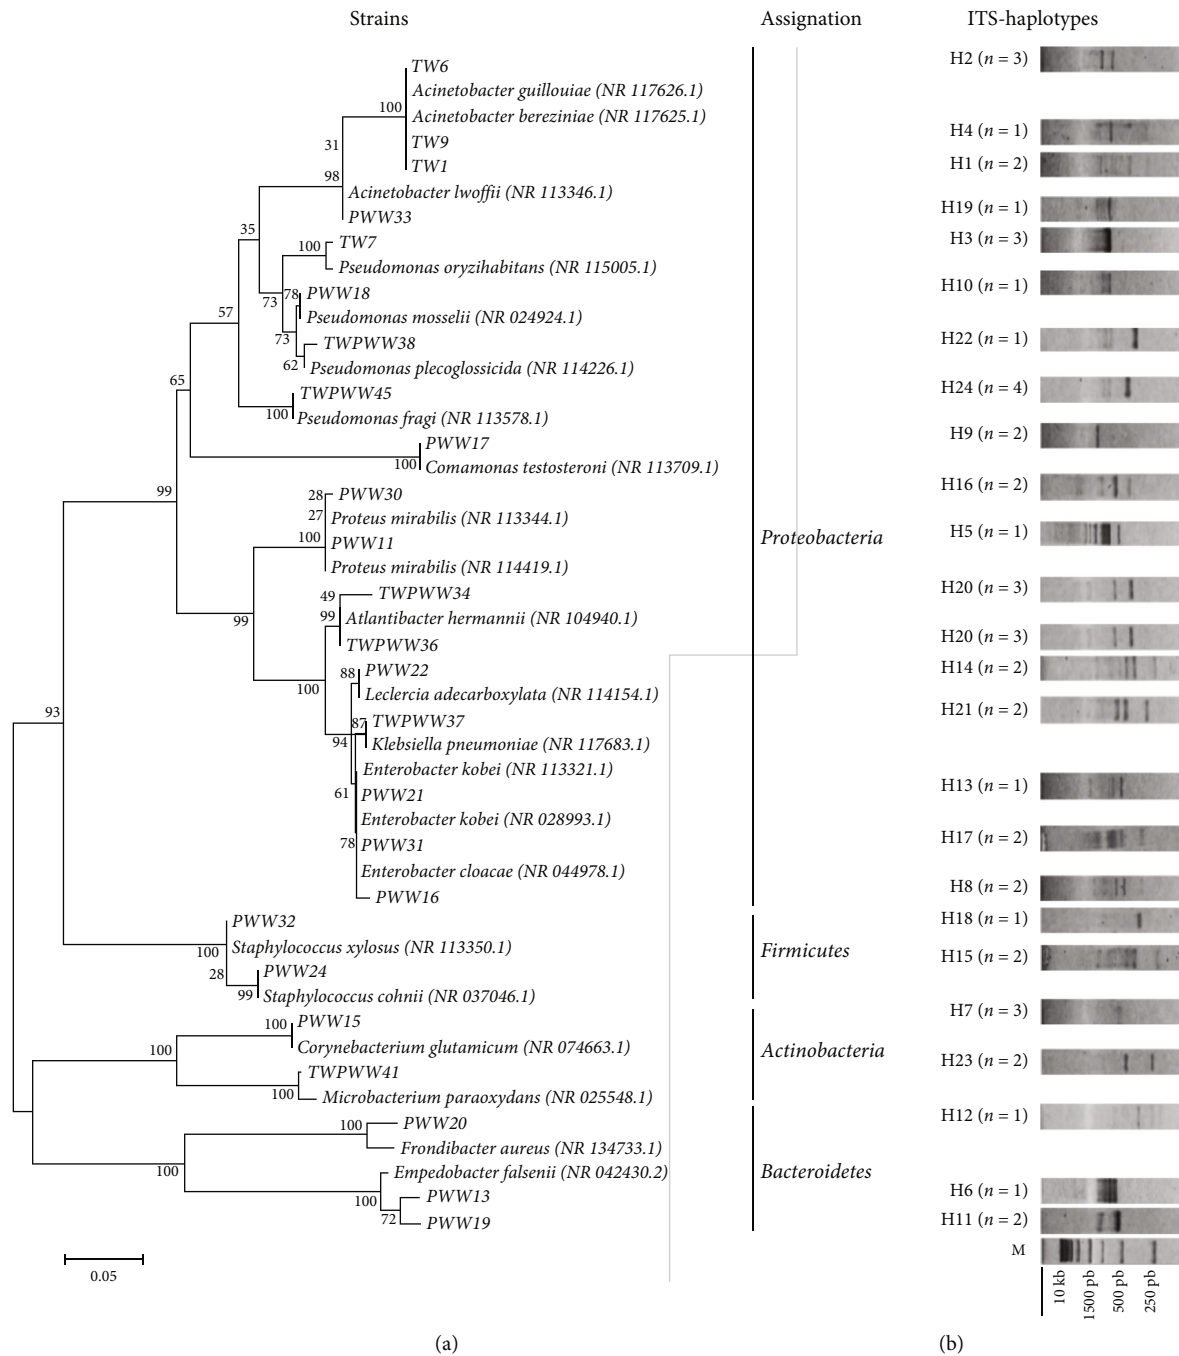 Strains
Assignation
ITS-haplotypes
TW6
Acinetobacter guillouiae (NR 117626.1)
100
Acinetobacter bereziniae (NR 117625.1)
TW9
31
TW1
98
Acinetobacter lwoffii (NR 113346.1)
PWW33
35
TW7
100
Pseudomonas oryzihabitans (NR 115005.1)
73
78
PWW18
57
Pseudomonas mosselii (NR 024924.1)
73
TWPWW38
62
Pseudomonas plecoglossicida (NR 114226.1)
65
TWPWW45
100
Pseudomonas fragi (NR 113578.1)
PWW17
100
Comamonas testosteroni (NR 113709.1)
99
28
PWW30
27
Proteus mirabilis (NR 113344.1)
100
PWW11
Proteus mirabilis (NR 114419.1)
99
49
TWPWW34
99
Atlantibacter hermannii (NR 104940.1)
TWPWW36
100
88
PWW22
Leclercia adecarboxylata (NR 114154.1)
93
87
TWPWW37
94
Klebsiella pneumoniae (NR 117683.1)
Enterobacter kobei (NR 113321.1)
61
PWW21
Enterobacter kobei (NR 028993.1)
78
PWW31
Enterobacter cloacae (NR 044978.1)
PWW16
PWW32
100
Staphylococcus xylosus (NR 113350.1)
28
PWW24
99
Staphylococcus cohnii (NR 037046.1)
100
PWW15
100
Corynebacterium glutamicum (NR 074663.1)
TWPWW41
100
Microbacterium paraoxydans (NR 025548.1)
PWW20
100
Frondibacter aureus (NR 134733.1)
100
Empedobacter falsenii (NR 042430.2)
100
PWW13
72
PWW19
0.05
(a)
Proteobacteria
Firmicutes
Actinobacteria
Bacteroidetes
H2 (n = 3)
H4 (n = 1)
H1 (n = 2)
H19 (n = 1)
H3 (n = 3)
H10 (n = 1)
H22 (n = 1)
H24 (n = 4)
H9 (n = 2)
H16 (n = 2)
H5 (n = 1)
H20 (n = 3)
H20 (n = 3)
H14 (n = 2)
H21 (n = 2)
H13 (n = 1)
H17 (n = 2)
H8 (n = 2)
H18 (n = 1)
H15 (n = 2)
H7 (n = 3)
H23 (n = 2)
H12 (n = 1)
H6 (n = 1)
H11 (n = 2)
M
10 kb
1500 pb
500 pb
250 pb
(b)